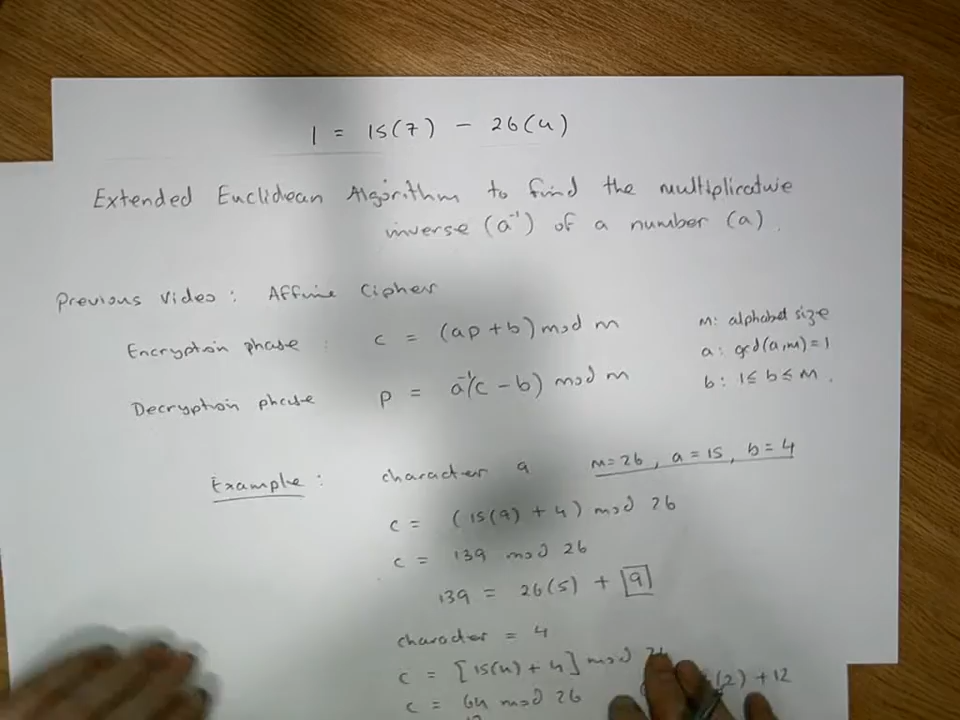 1 = 15(7) - 26(4)
Extended Euclidean Algorithm to find the multiplicative
inverse (a⁻¹) of a number (a).
Previous Video: Affine Ciphers
Encryption phase : c = (ap + b) mod m
m: alphabet size
a: gcd(a,m)=1
Decryption phase p = a⁻¹(c - b) mod m
b: 1 ≤ b ≤ m.
Example: character 9 m=26, a=15, b=4
c = (15(9) + 4) mod 26
c = 139 mod 26
139 = 26(5) + 9
character = 4
c = [15(4) + 4] mod 26
(2) + 12
c = 64 mod 26